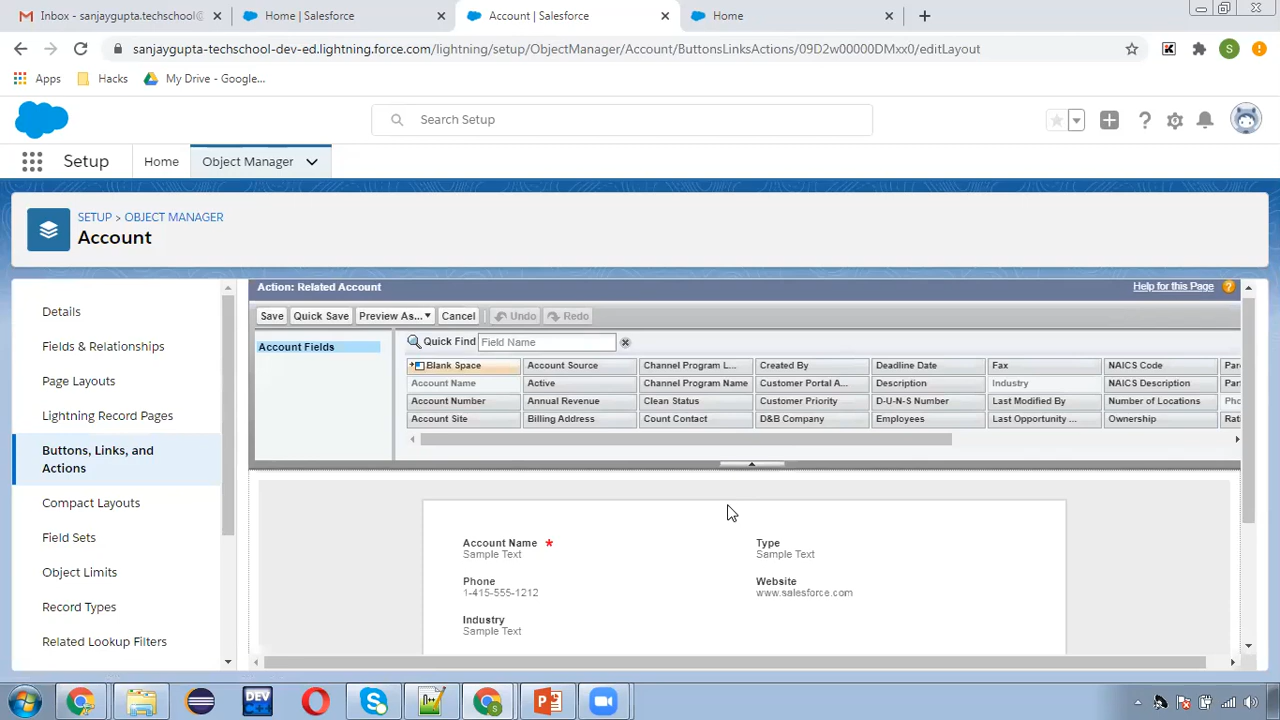 Inbox - sanjaygupta.techschool@
Home | Salesforce
Account | Salesforce
Home
sanjaygupta-techschool-dev-ed.lightning.force.com/lightning/setup/ObjectManager/Account/ButtonsLinksActions/09D2w00000DMxx0/editLayout
S
Apps
Hacks
My Drive - Google...
Search Setup
Setup
Home
Object Manager
SETUP > OBJECT MANAGER
Account
Details
Fields & Relationships
Page Layouts
Lightning Record Pages
Buttons, Links, and
Actions
Compact Layouts
Field Sets
Object Limits
Record Types
Related Lookup Filters
Action: Related Account
Help for this Page
Save
Quick Save
Preview As...
Cancel
Undo
Redo
Account Fields
Quick Find
Field Name
Blank Space
Account Source
Channel Program L...
Created By
Deadline Date
Fax
NAICS Code
Account Name
Active
Channel Program Name
Customer Portal A...
Description
Industry
NAICS Description
Account Number
Annual Revenue
Clean Status
Customer Priority
D-U-N-S Number
Last Modified By
Number of Locations
Account Site
Billing Address
Count Contact
D&B Company
Employees
Last Opportunity ...
Ownership
Account Name *
Sample Text
Type
Sample Text
Phone
1-415-555-1212
Website
www.salesforce.com
Industry
Sample Text
DEV